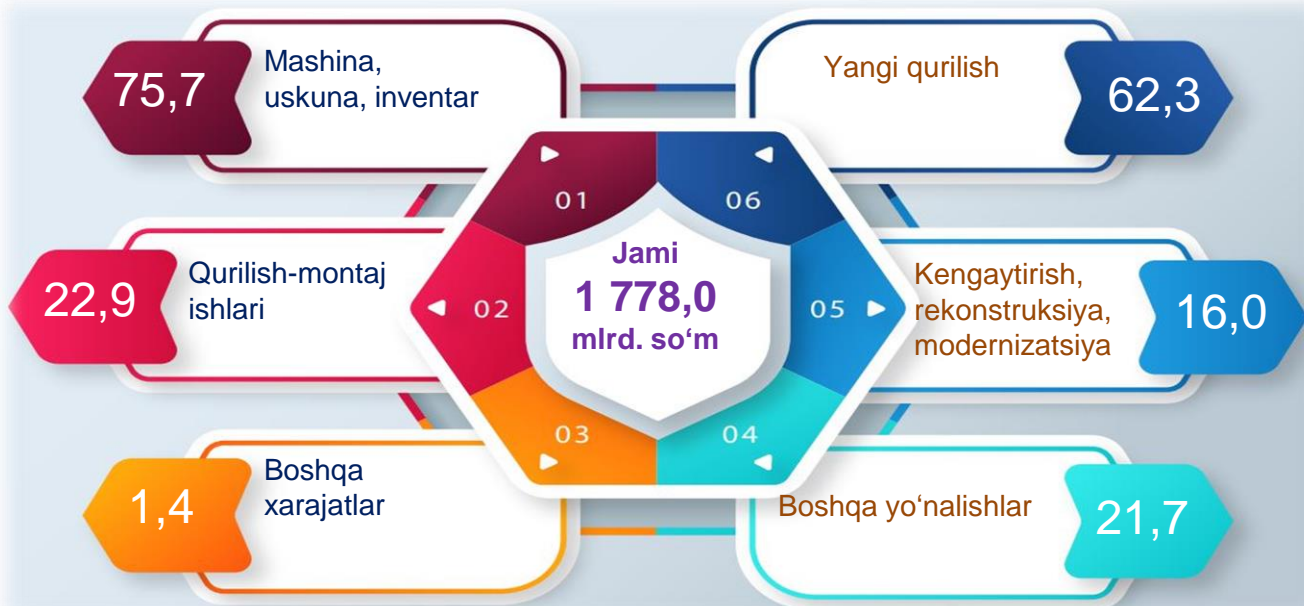 75,7
Mashina,
uskuna, inventar
Yangi qurilish
62,3
01
06
22,9
Qurilish-montaj
ishlari
02
Jami
1 778,0
mlrd. so‘m
05
Kengaytirish,
rekonstruksiya,
modernizatsiya
16,0
03
04
1,4
Boshqa
xarajatlar
Boshqa yo‘nalishlar
21,7